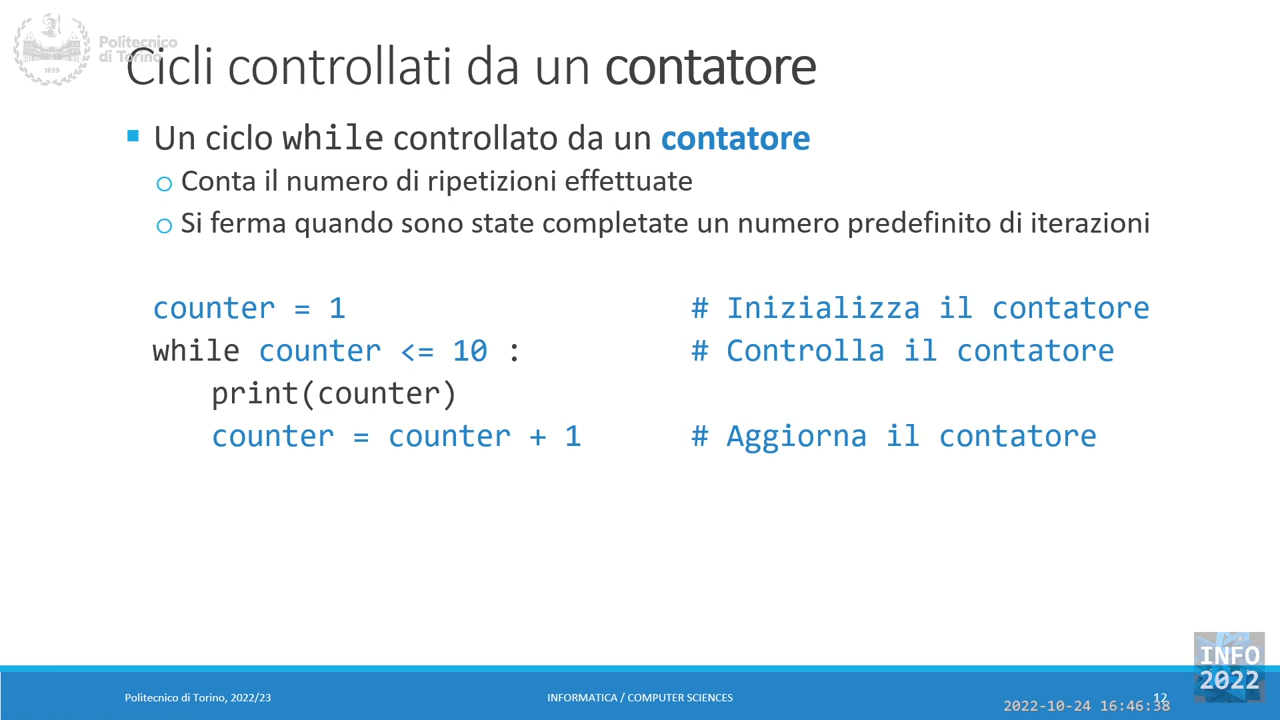 Politecnico
di Torino
1859
Cicli controllati da un contatore
Un ciclo while controllato da un contatore
Conta il numero di ripetizioni effettuate
Si ferma quando sono state completate un numero predefinito di iterazioni
counter = 1 # Inizializza il contatore
while counter <= 10 : # Controlla il contatore
print(counter)
counter = counter + 1 # Aggiorna il contatore
INFO
2022
Politecnico di Torino, 2022/23 INFORMATICA / COMPUTER SCIENCES 12
2022-10-24 16:46:38